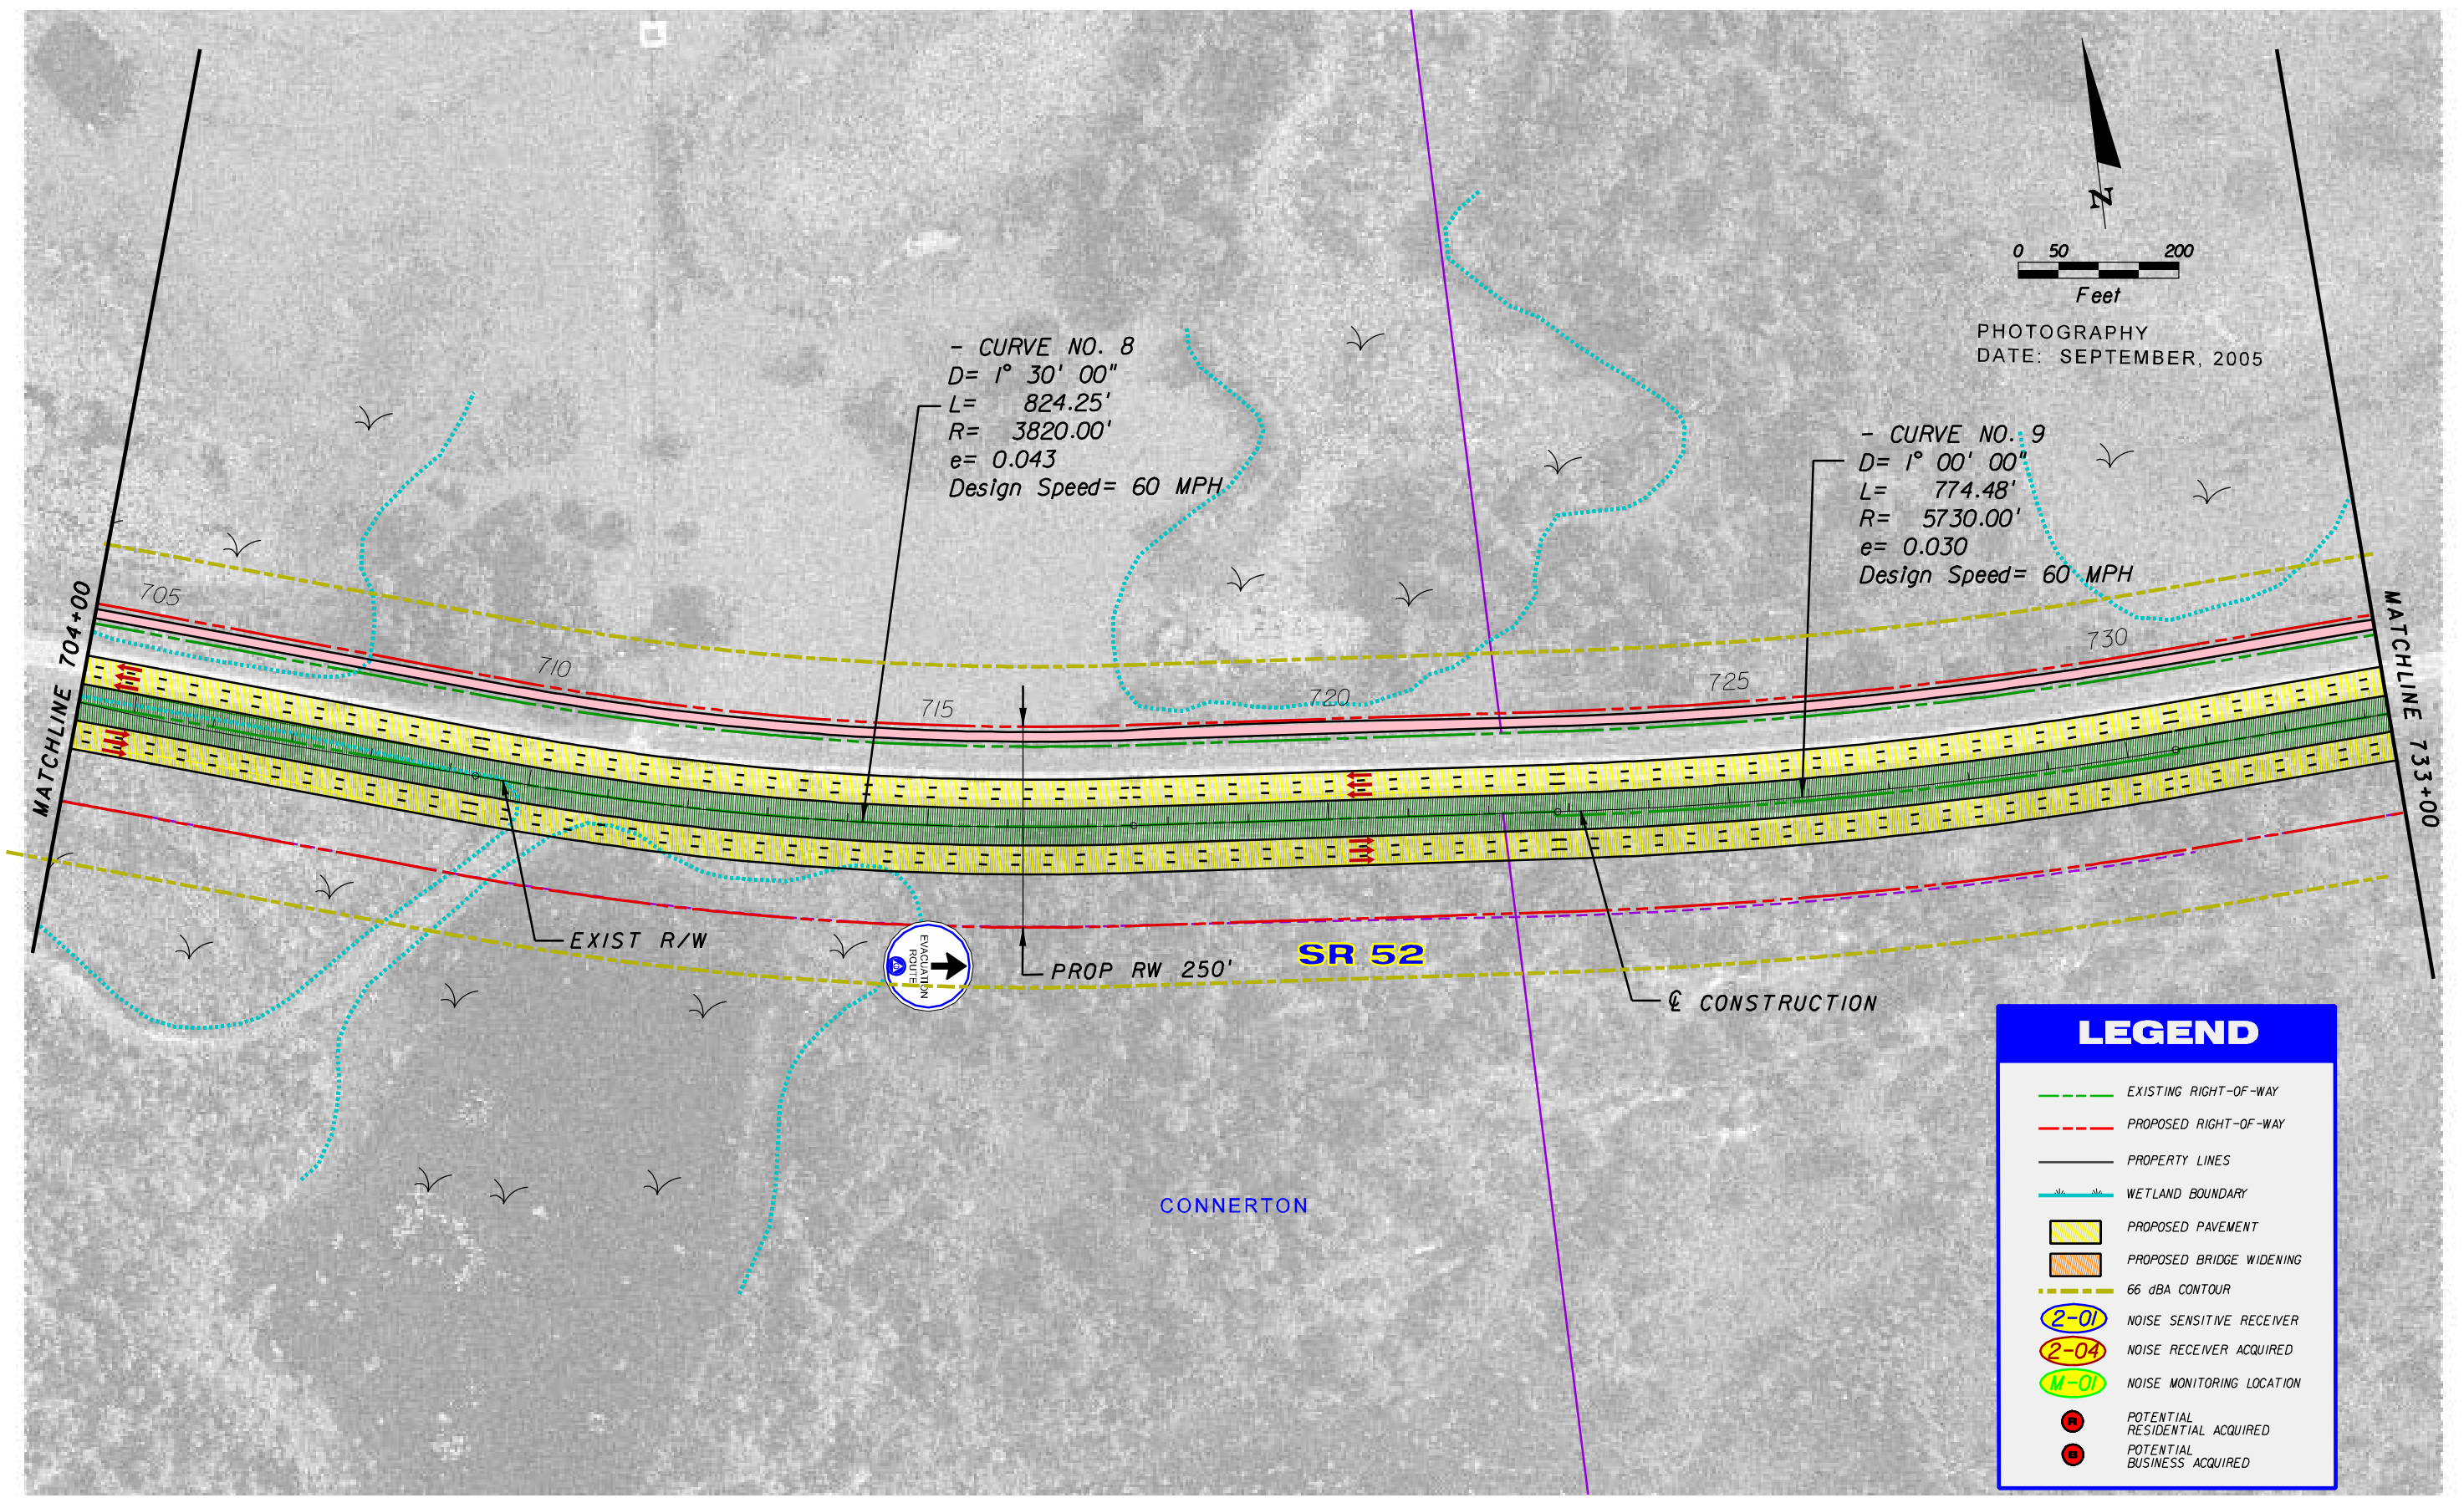 N
0 50 200
Feet
PHOTOGRAPHY
DATE: SEPTEMBER, 2005
- CURVE NO. 8
D= 1° 30' 00"
L= 824.25'
R= 3820.00'
e= 0.043
Design Speed= 60 MPH
- CURVE NO. 9
D= 1° 00' 00"
L= 774.48'
R= 5730.00'
e= 0.030
Design Speed= 60 MPH
MATCHLINE 704+00
705
710
715
720
725
730
MATCHLINE 733+00
EXIST R/W
EVACUATION
ROUTE
PROP RW 250'
SR 52
℄ CONSTRUCTION
CONNERTON
LEGEND
EXISTING RIGHT-OF-WAY
PROPOSED RIGHT-OF-WAY
PROPERTY LINES
WETLAND BOUNDARY
PROPOSED PAVEMENT
PROPOSED BRIDGE WIDENING
66 dBA CONTOUR
2-01 NOISE SENSITIVE RECEIVER
2-04 NOISE RECEIVER ACQUIRED
M-01 NOISE MONITORING LOCATION
R POTENTIAL
RESIDENTIAL ACQUIRED
B POTENTIAL
BUSINESS ACQUIRED